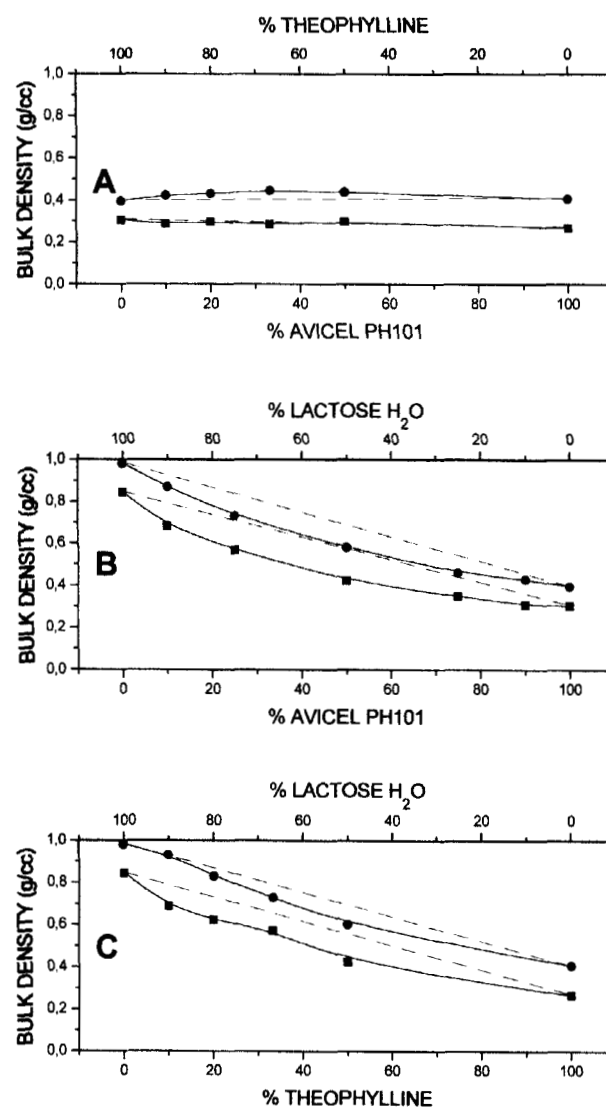 % THEOPHYLLINE
100 80 60 40 20 0
1,0
0,8
0,6
0,4
0,2
0,0
BULK DENSITY (g/cc)
A
0 20 40 60 80 100
% AVICEL PH101
% LACTOSE H2O
100 80 60 40 20 0
1,0
0,8
0,6
0,4
0,2
0,0
BULK DENSITY (g/cc)
B
0 20 40 60 80 100
% AVICEL PH101
% LACTOSE H2O
100 80 60 40 20 0
1,0
0,8
0,6
0,4
0,2
0,0
BULK DENSITY (g/cc)
C
0 20 40 60 80 100
% THEOPHYLLINE